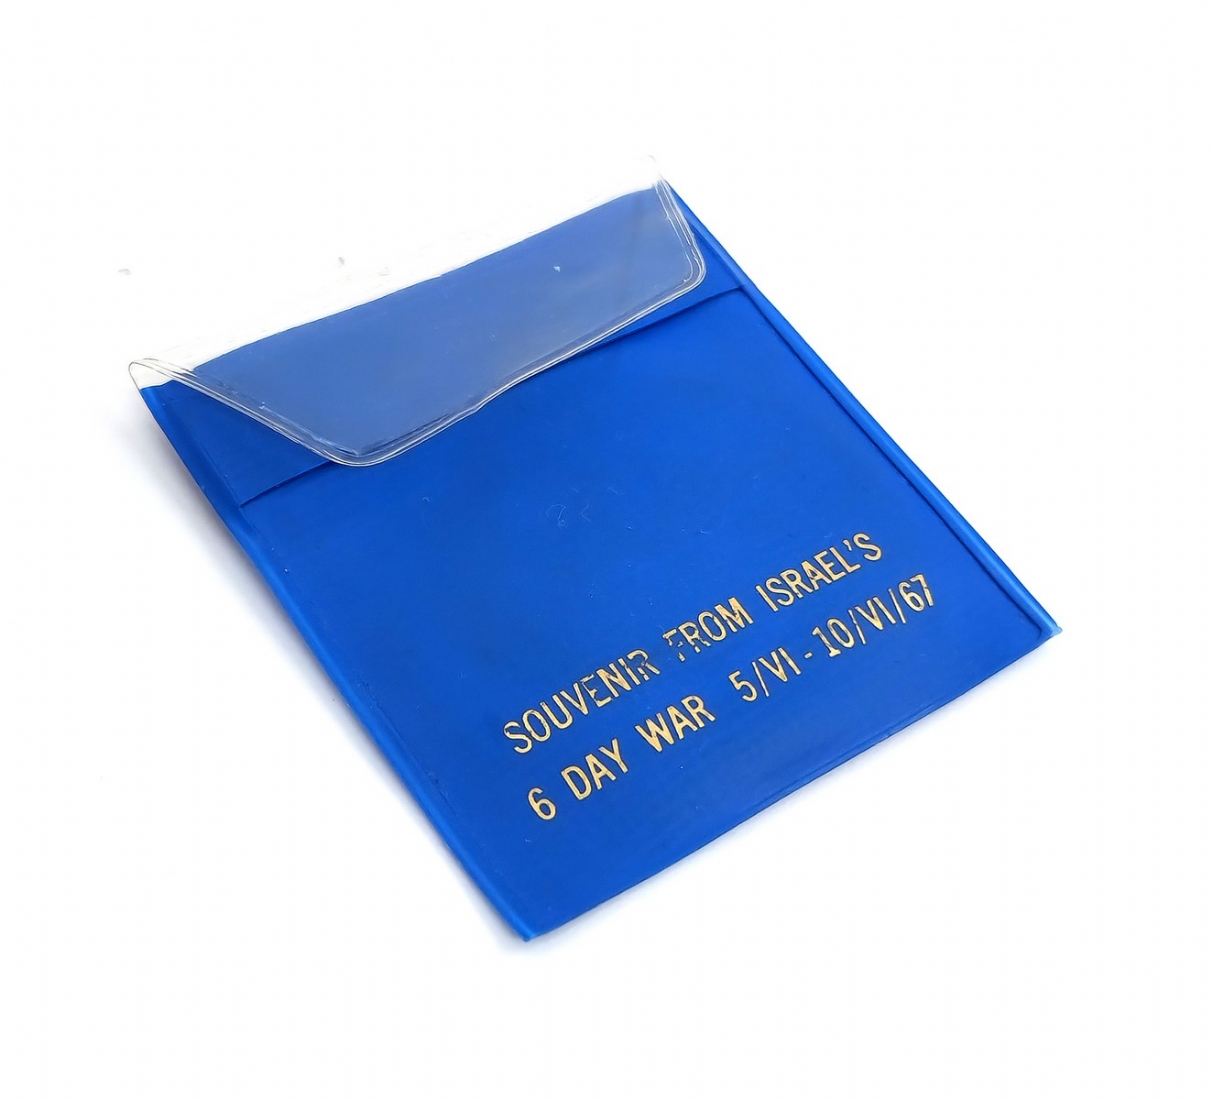 SOUVENIR FROM ISRAEL'S
6 DAY WAR 5/VI - 10/VI/67